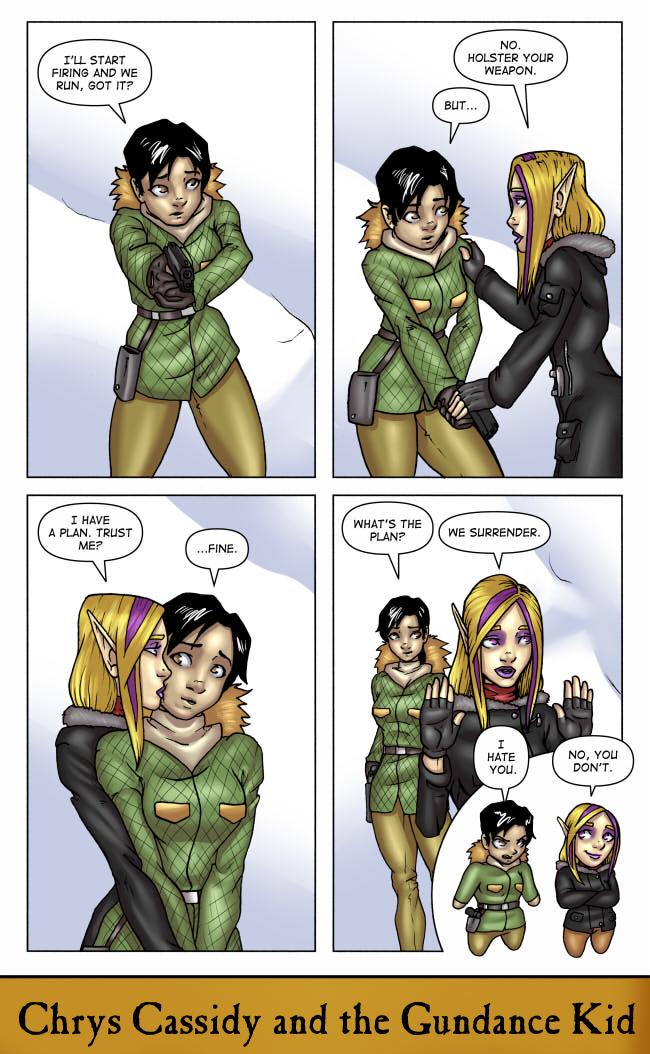 I'LL START
FIRING AND WE
RUN, GOT IT?
NO.
HOLSTER YOUR
WEAPON.
BUT...
I HAVE
A PLAN. TRUST
ME?
...FINE.
WHAT'S THE
PLAN?
WE SURRENDER.
I
HATE
YOU.
NO, YOU
DON'T.
Chrys Cassidy and the Gundance Kid